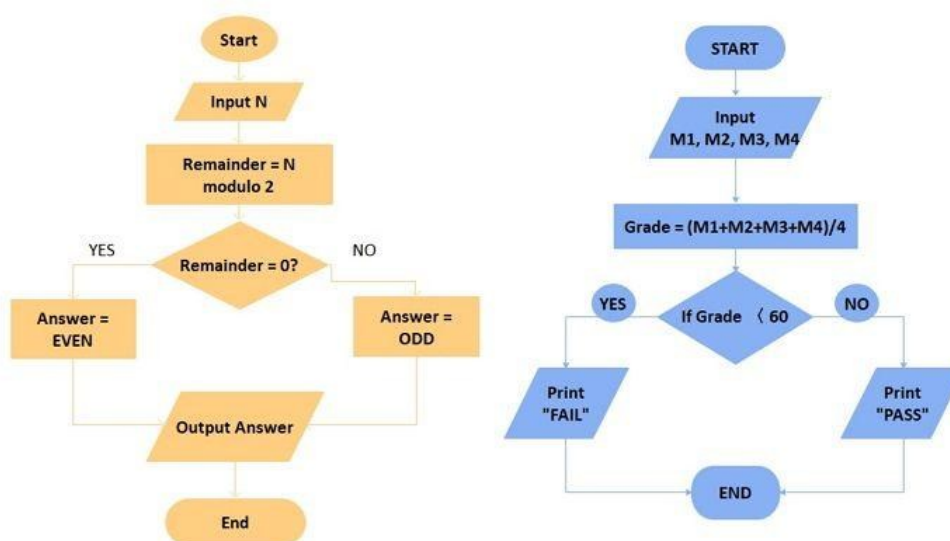 Start
Input N
Remainder = N
modulo 2
YES
NO
Remainder = 0?
Answer =
EVEN
Answer =
ODD
Output Answer
End
START
Input
M1, M2, M3, M4
Grade = (M1+M2+M3+M4)/4
YES
NO
If Grade 〈 60
Print
"FAIL"
Print
"PASS"
END